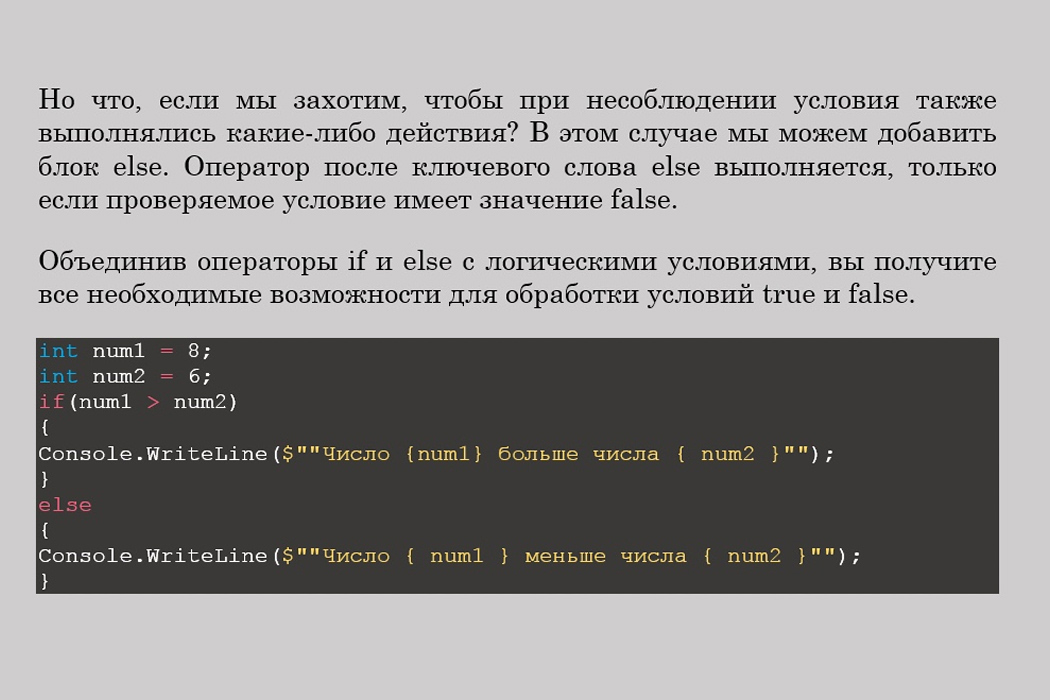 Но что, если мы захотим, чтобы при несоблюдении условия также
выполнялись какие-либо действия? В этом случае мы можем добавить
блок else. Оператор после ключевого слова else выполняется, только
если проверяемое условие имеет значение false.
Объединив операторы if и else с логическими условиями, вы получите
все необходимые возможности для обработки условий true и false.
int num1 = 8;
int num2 = 6;
if(num1 > num2)
{
Console.WriteLine($""Число {num1} больше числа { num2 }"");
}
else
{
Console.WriteLine($""Число { num1 } меньше числа { num2 }"");
}